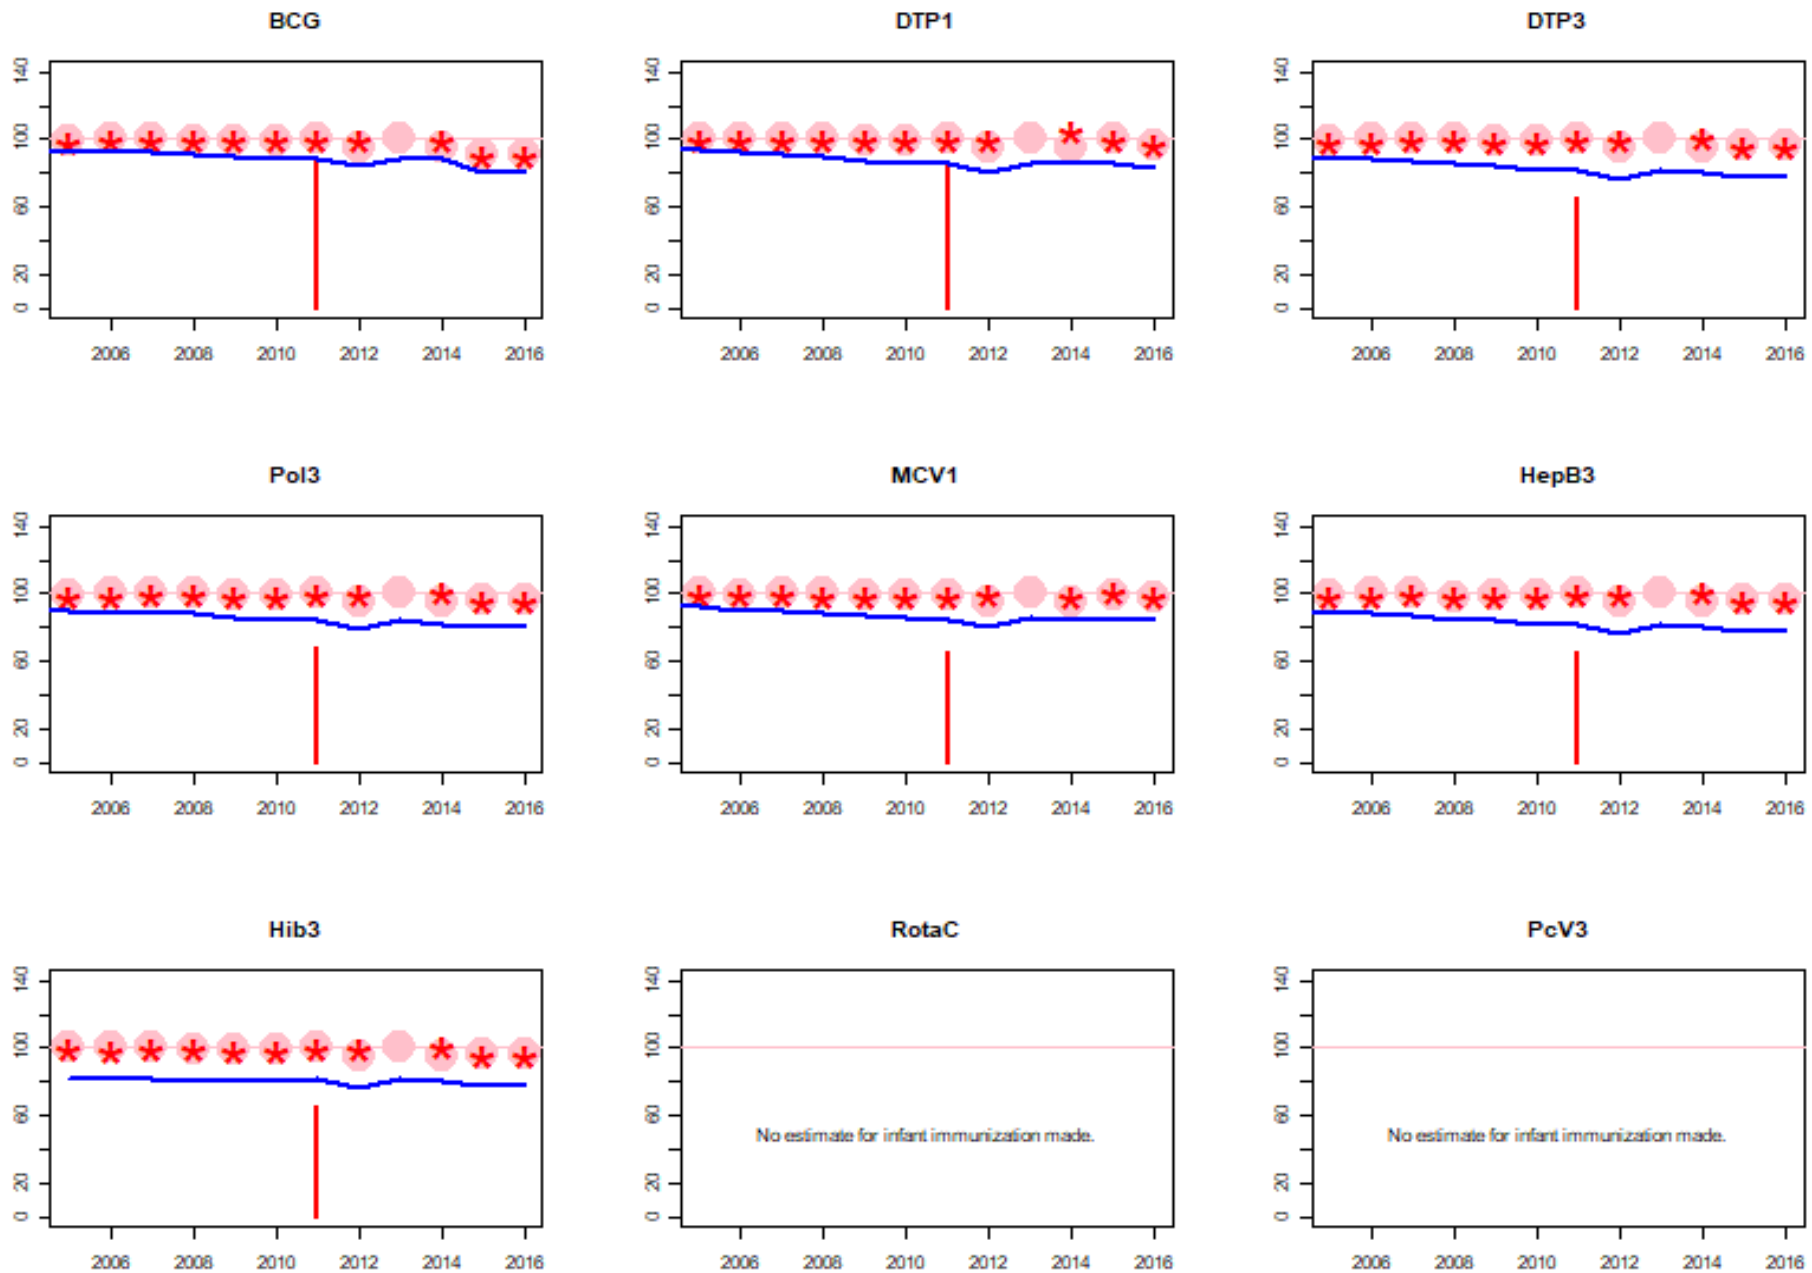 BCG DTP1 DTP3
140 140 140
100 100 100
60 60 60
20 20 20
0 0 0
2006 2008 2010 2012 2014 2016 2006 2008 2010 2012 2014 2016 2006 2008 2010 2012 2014 2016
Pol3 MCV1 HepB3
140 140 140
100 100 100
60 60 60
20 20 20
0 0 0
2006 2008 2010 2012 2014 2016 2006 2008 2010 2012 2014 2016 2006 2008 2010 2012 2014 2016
Hib3 RotaC PcV3
140 140 140
100 100 100
60 60 60
No estimate for infant immunization made. No estimate for infant immunization made.
20 20 20
0 0 0
2006 2008 2010 2012 2014 2016 2006 2008 2010 2012 2014 2016 2006 2008 2010 2012 2014 2016